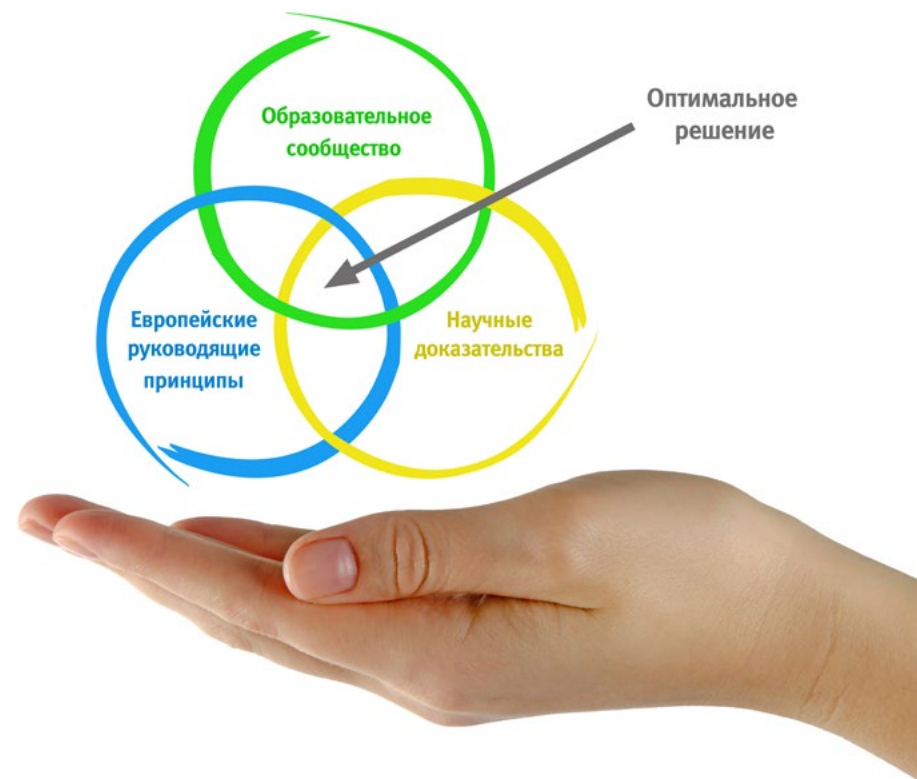 Образовательное
сообщество
Оптимальное
решение
Европейские
руководящие
принципы
Научные
доказательства